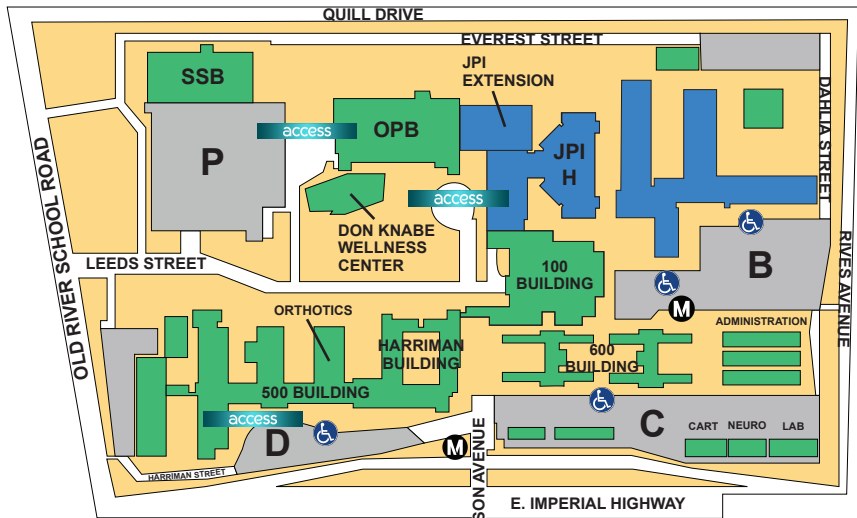 QUILL DRIVE
EVEREST STREET
SSB
JPI
EXTENSION
OPB
access
P
JPI
H
DAHLIA STREET
access
OLD RIVER SCHOOL ROAD
DON KNABE
WELLNESS
CENTER
LEEDS STREET
B
RIVES AVENUE
100
BUILDING
M
ORTHOTICS
ADMINISTRATION
HARRIMAN
BUILDING
600
BUILDING
500 BUILDING
access
D
C
CART
NEURO
LAB
M
HARRIMAN STREET
SON AVENUE
E. IMPERIAL HIGHWAY